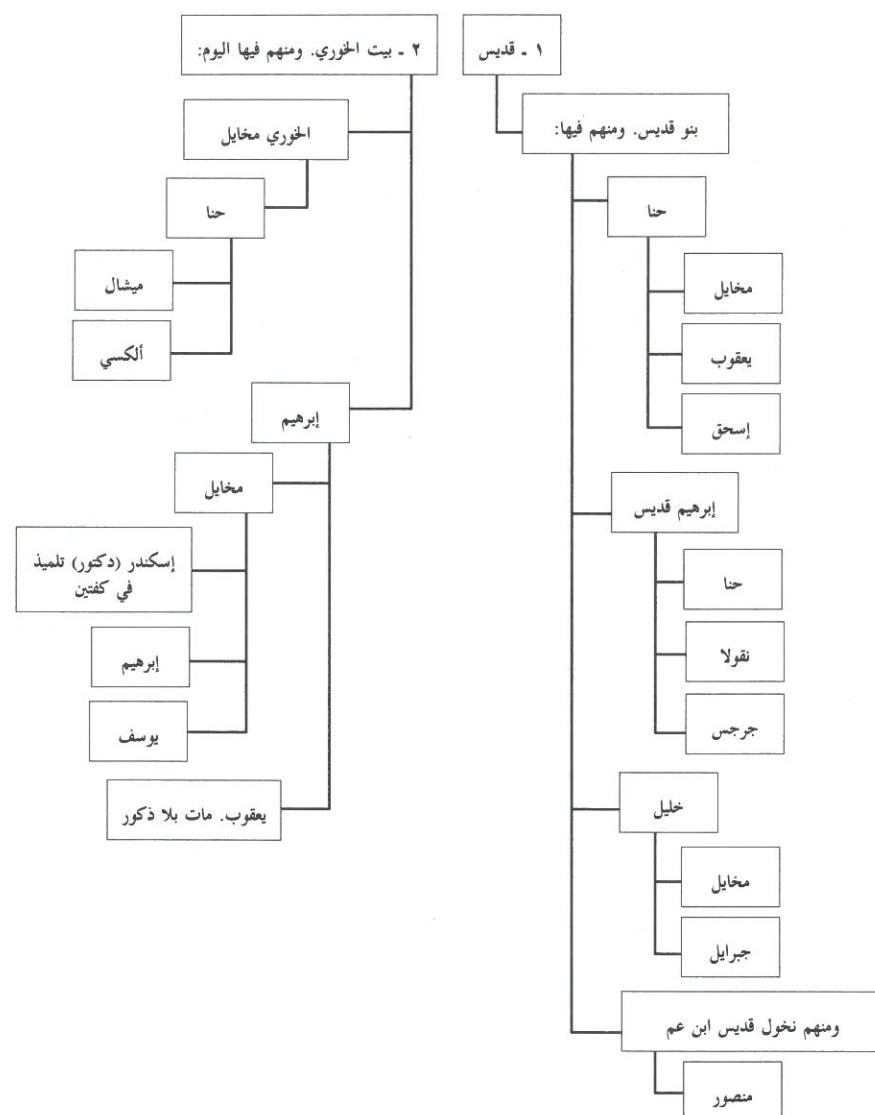 ١ ـ قديس
بنو قديس. ومنهم فيها:
حنا
مخايل
يعقوب
إسحق
إبرهيم قديس
حنا
نقولا
جرجس
خليل
مخايل
جبرايل
ومنهم نخول قديس ابن عم
منصور
٢ ـ بيت الخوري. ومنهم فيها اليوم:
الخوري مخايل
حنا
ميشال
ألكسي
إبرهيم
مخايل
إسكندر (دكتور) تلميذ
في كفتين
إبرهيم
يوسف
يعقوب. مات بلا ذكور